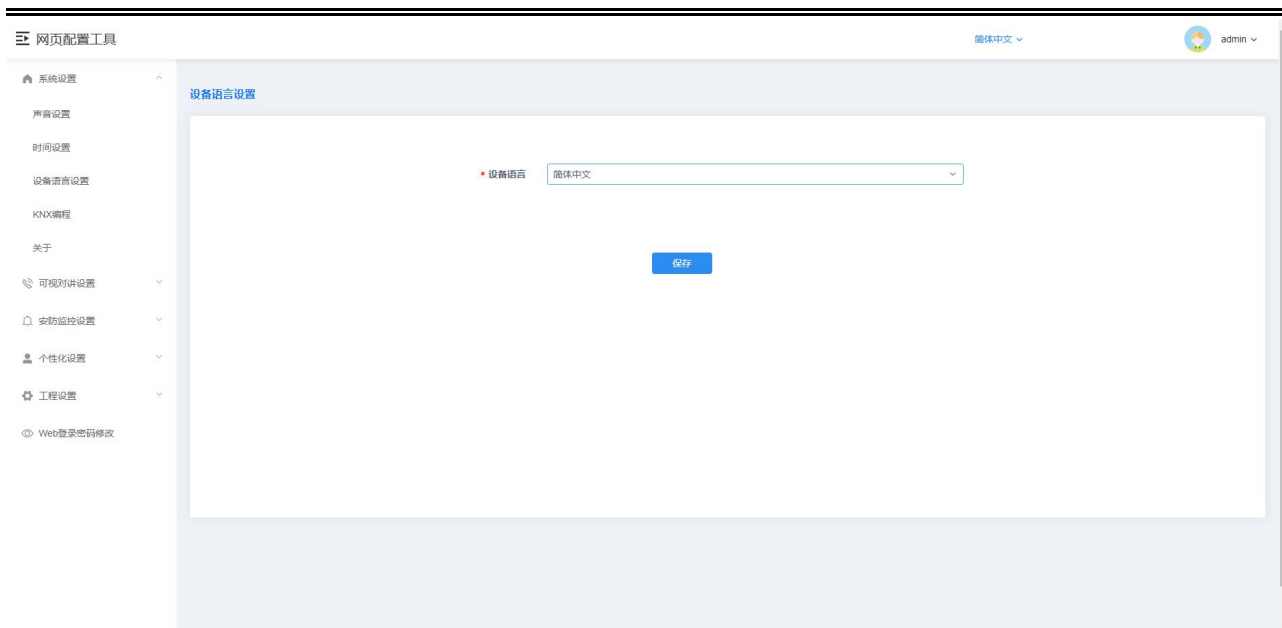 网页配置工具
简体中文
admin
系统设置
声音设置
时间设置
设备语言设置
KNX编程
关于
可视对讲设置
安防监控设置
个性化设置
工程设置
Web登录密码修改
设备语言设置
* 设备语言
简体中文
保存